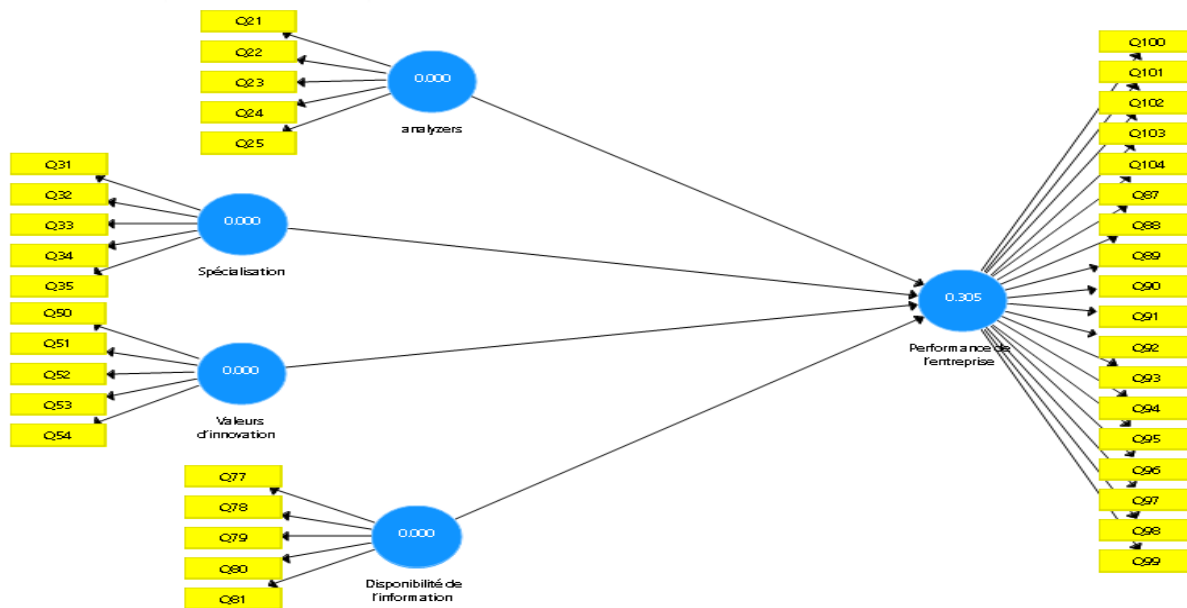 Q21
Q22
Q23
Q24
Q25
0.000
analyzers
Q31
Q32
Q33
Q34
Q35
0.000
Spécialisation
Q50
Q51
Q52
Q53
Q54
0.000
Valeurs
d'innovation
Q77
Q78
Q79
Q80
Q81
0.000
Disponibilité de
l'information
0.305
Performance de
l'entreprise
Q100
Q101
Q102
Q103
Q104
Q87
Q88
Q89
Q90
Q91
Q92
Q93
Q94
Q95
Q96
Q97
Q98
Q99